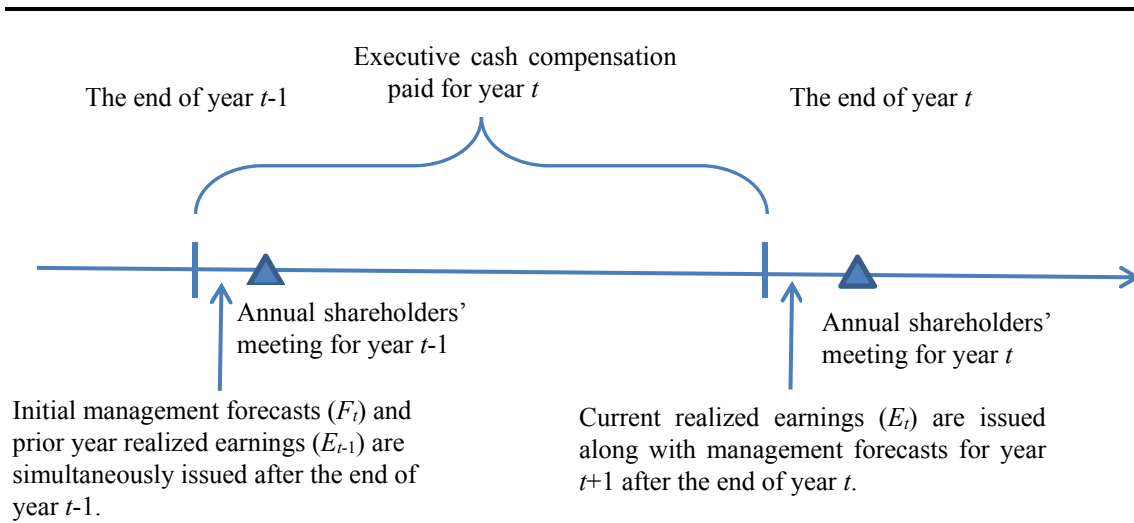 Executive cash compensation
paid for year t
The end of year t-1
The end of year t
Annual shareholders’
meeting for year t-1
Annual shareholders’
meeting for year t
Initial management forecasts (Ft) and
prior year realized earnings (Et-1) are
simultaneously issued after the end of
year t-1.
Current realized earnings (Et) are issued
along with management forecasts for year
t+1 after the end of year t.